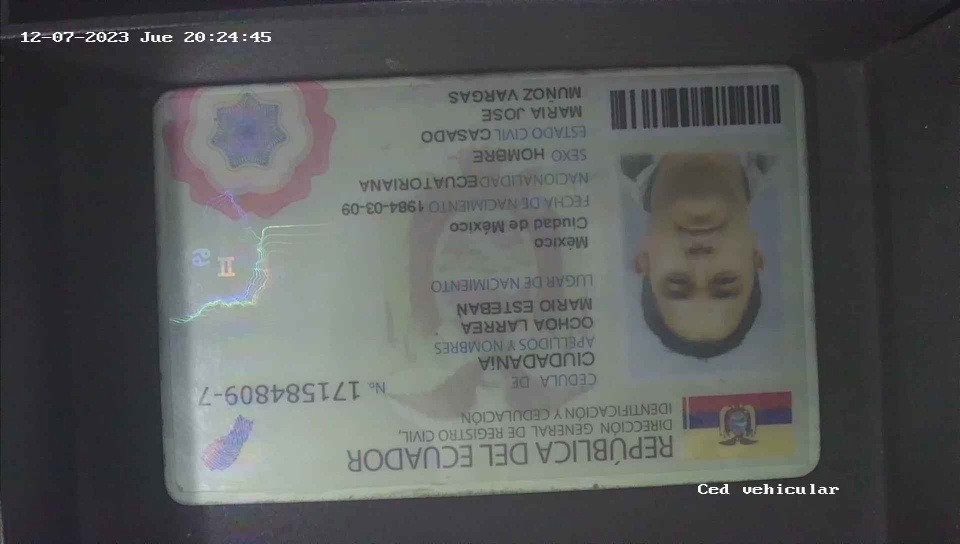 12-07-2023 Jue 20:24:45
REPÚBLICA DEL ECUADOR
DIRECCIÓN GENERAL DE REGISTRO CIVIL,
IDENTIFICACIÓN Y CEDULACIÓN
CÉDULA DE
CIUDADANÍA
No. 171584809-7
APELLIDOS Y NOMBRES
OCHOA LARREA
MARIO ESTEBAN
LUGAR DE NACIMIENTO
México
Ciudad de México
FECHA DE NACIMIENTO 1984-03-09
NACIONALIDAD ECUATORIANA
SEXO HOMBRE
ESTADO CIVIL CASADO
MARIA JOSE
MUÑOZ VARGAS
Ced vehicular